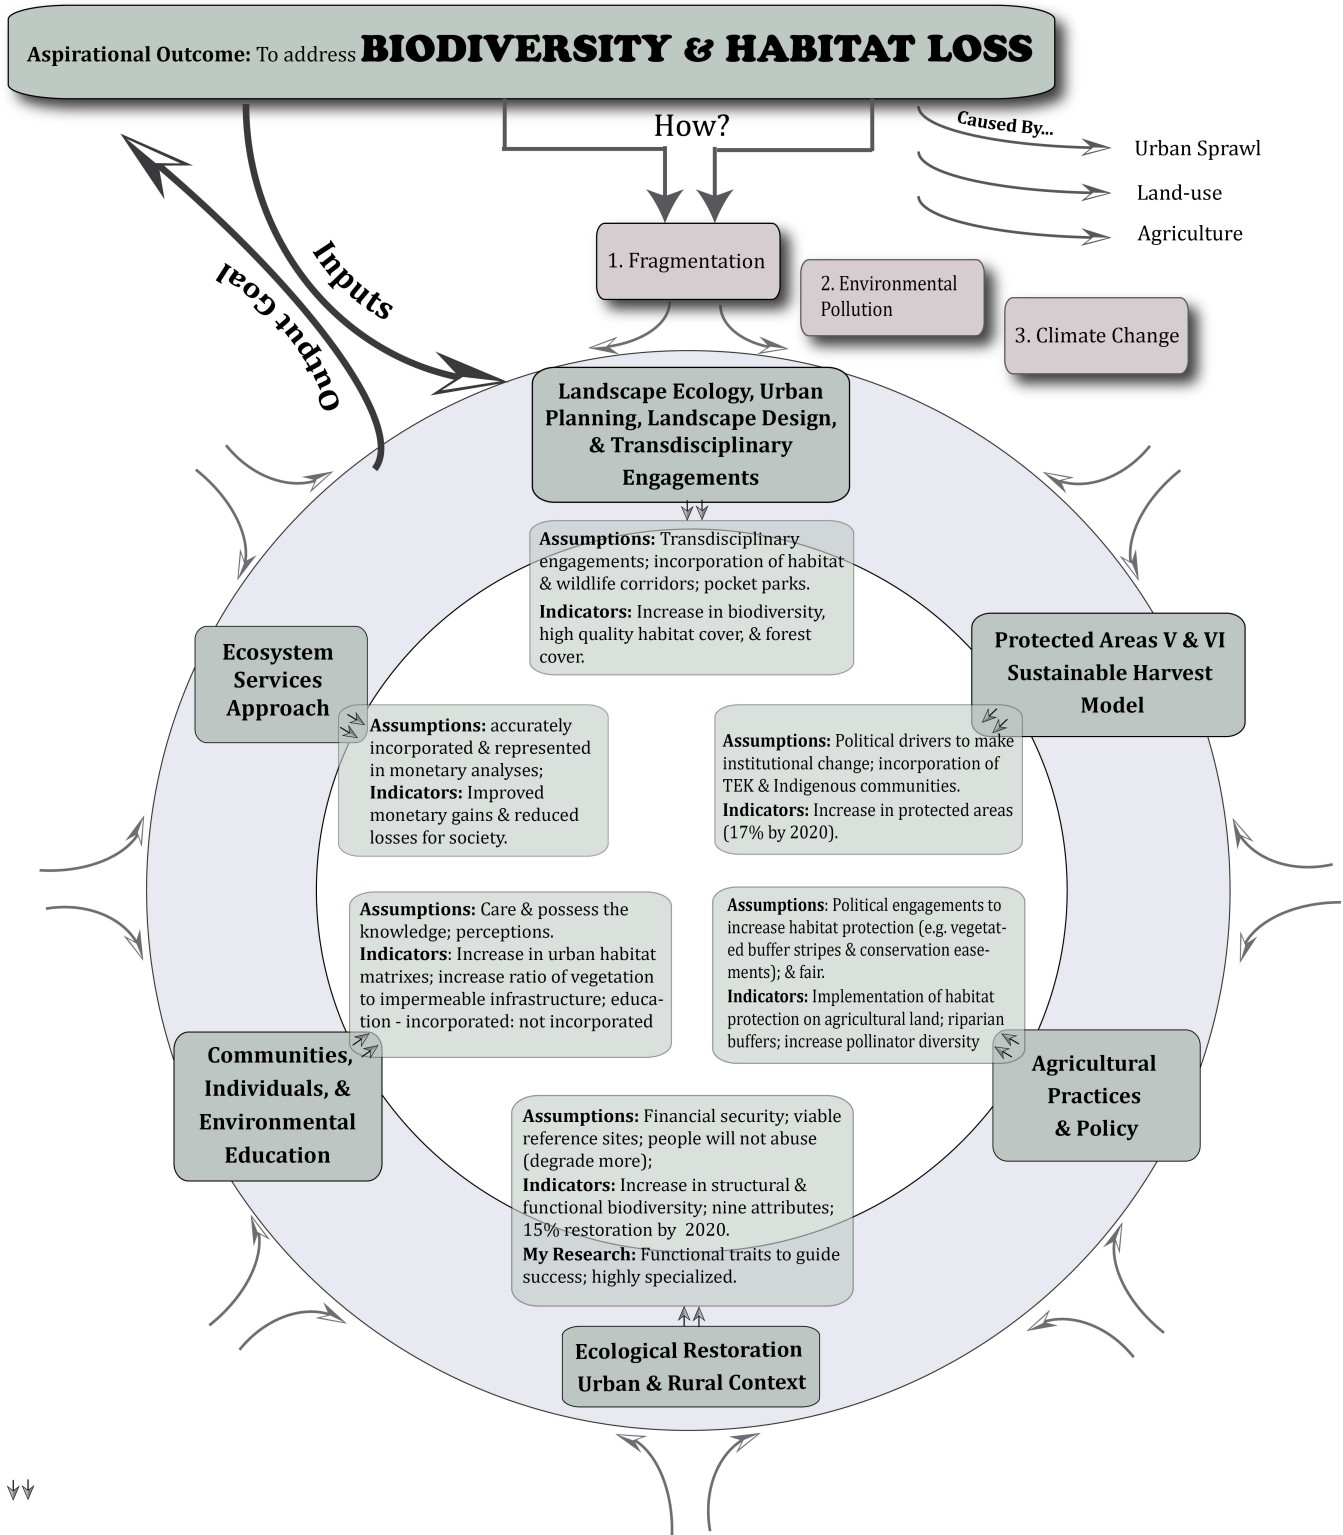 Aspirational Outcome: To address BIODIVERSITY & HABITAT LOSS
How?
Caused By...
Urban Sprawl
Land-use
Agriculture
Inputs
Output Goal
1. Fragmentation
2. Environmental
Pollution
3. Climate Change
Landscape Ecology, Urban
Planning, Landscape Design,
& Transdisciplinary
Engagements
Assumptions: Transdisciplinary
engagements; incorporation of habitat
& wildlife corridors; pocket parks.
Indicators: Increase in biodiversity,
high quality habitat cover, & forest
cover.
Ecosystem
Services
Approach
Assumptions: accurately
incorporated & represented
in monetary analyses;
Indicators: Improved
monetary gains & reduced
losses for society.
Protected Areas V & VI
Sustainable Harvest
Model
Assumptions: Political drivers to make
institutional change; incorporation of
TEK & Indigenous communities.
Indicators: Increase in protected areas
(17% by 2020).
Assumptions: Care & possess the
knowledge; perceptions.
Indicators: Increase in urban habitat
matrixes; increase ratio of vegetation
to impermeable infrastructure; educa-
tion - incorporated: not incorporated
Communities,
Individuals, &
Environmental
Education
Assumptions: Political engagements to
increase habitat protection (e.g. vegetat-
ed buffer stripes & conservation ease-
ments); & fair.
Indicators: Implementation of habitat
protection on agricultural land; riparian
buffers; increase pollinator diversity
Agricultural
Practices
& Policy
Assumptions: Financial security; viable
reference sites; people will not abuse
(degrade more);
Indicators: Increase in structural &
functional biodiversity; nine attributes;
15% restoration by 2020.
My Research: Functional traits to guide
success; highly specialized.
Ecological Restoration
Urban & Rural Context